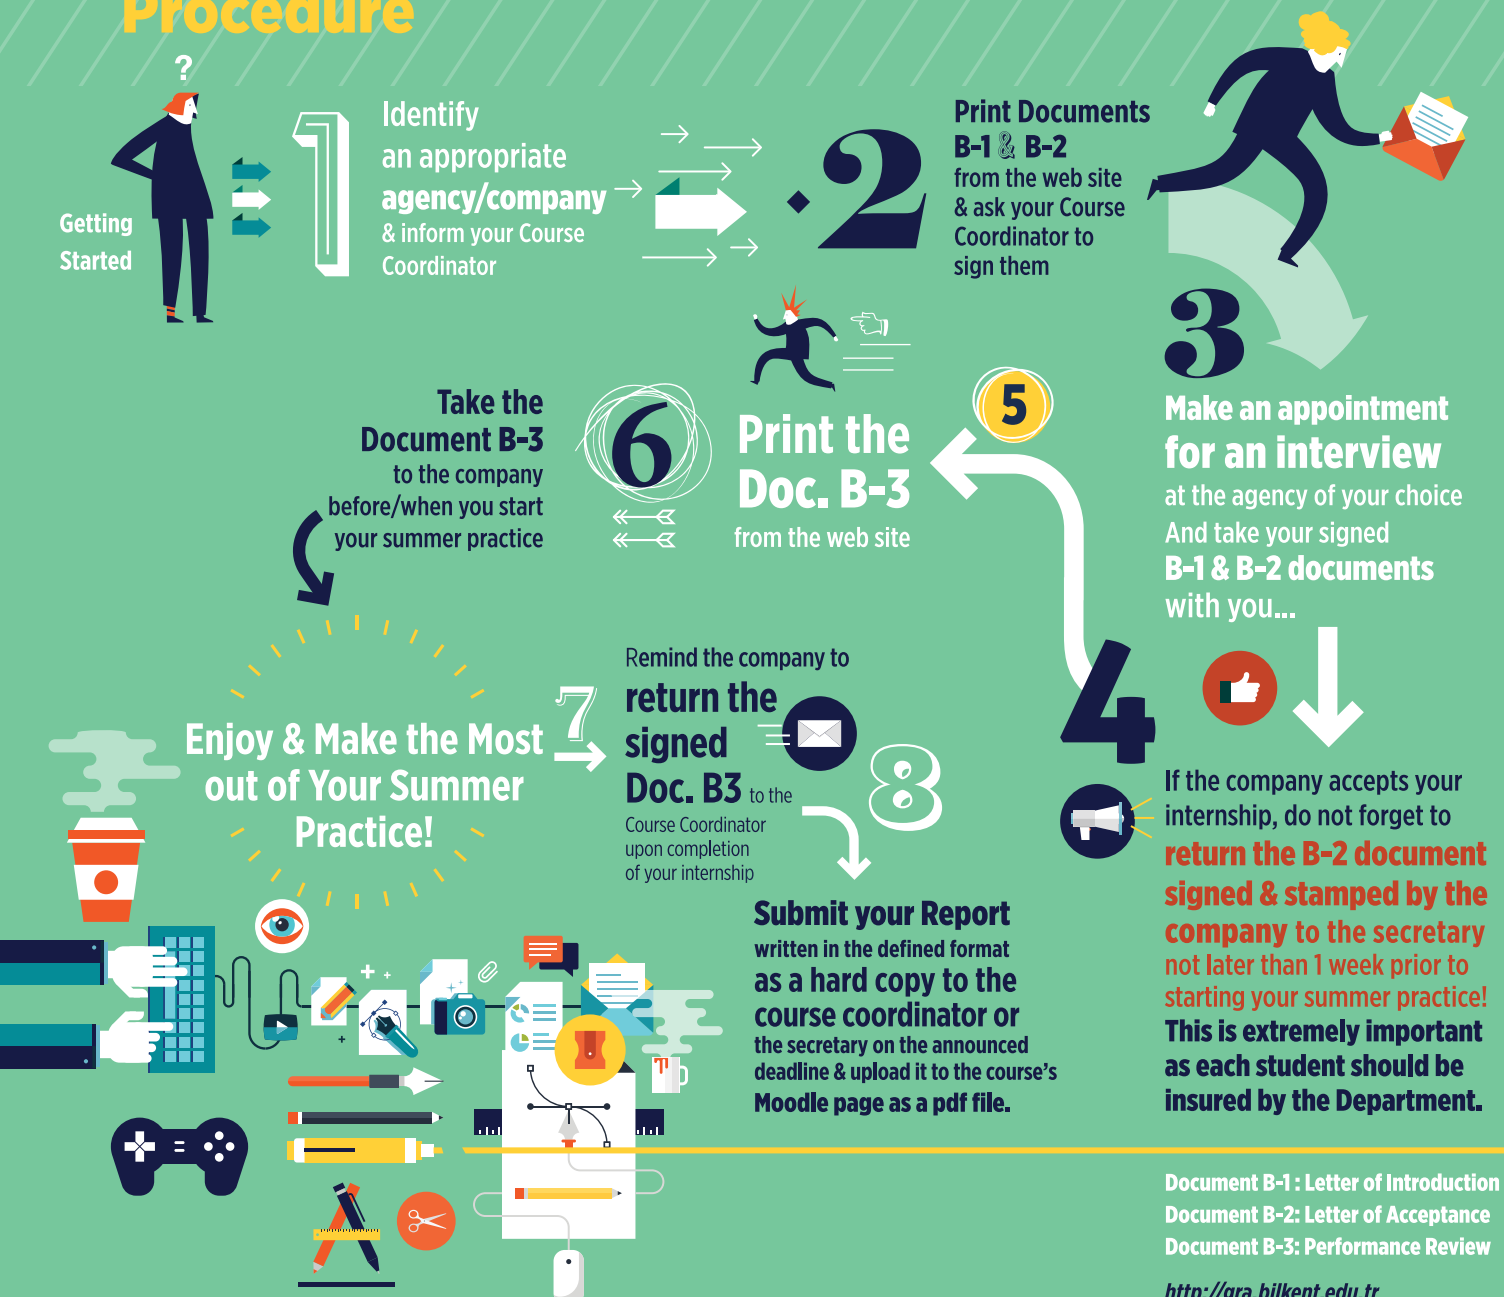 Procedure
?
Getting
Started
1
Identify
an appropriate
agency/company
& inform your Course
Coordinator
2
Print Documents
B-1 & B-2
from the web site
& ask your Course
Coordinator to
sign them
3
Make an appointment
for an interview
at the agency of your choice
And take your signed
B-1 & B-2 documents
with you...
4
If the company accepts your
internship, do not forget to
return the B-2 document
signed & stamped by the
company to the secretary
not later than 1 week prior to
starting your summer practice!
This is extremely important
as each student should be
insured by the Department.
5
Print the
Doc. B-3
from the web site
6
Take the
Document B-3
to the company
before/when you start
your summer practice
Enjoy & Make the Most
out of Your Summer
Practice!
7
Remind the company to
return the
signed
Doc. B3 to the
Course Coordinator
upon completion
of your internship
8
Submit your Report
written in the defined format
as a hard copy to the
course coordinator or
the secretary on the announced
deadline & upload it to the course's
Moodle page as a pdf file.
T
Document B-1 : Letter of Introduction
Document B-2: Letter of Acceptance
Document B-3: Performance Review
http://gra.bilkent.edu.tr